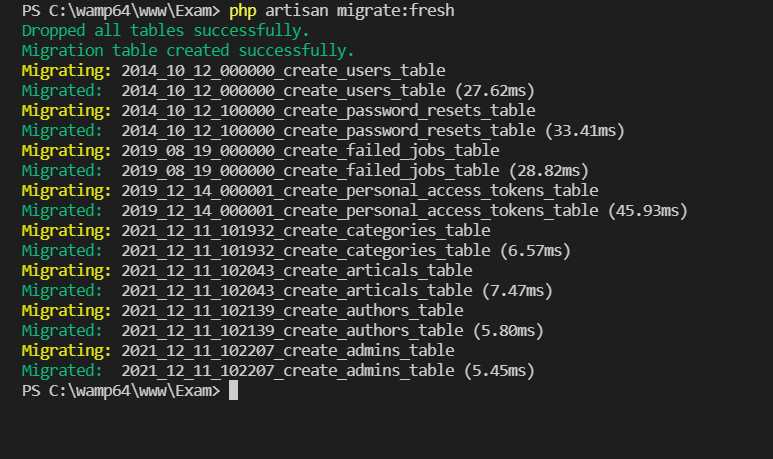 PS C:\wamp64\www\Exam> php artisan migrate:fresh
Dropped all tables successfully.
Migration table created successfully.
Migrating: 2014_10_12_000000_create_users_table
Migrated:  2014_10_12_000000_create_users_table (27.62ms)
Migrating: 2014_10_12_100000_create_password_resets_table
Migrated:  2014_10_12_100000_create_password_resets_table (33.41ms)
Migrating: 2019_08_19_000000_create_failed_jobs_table
Migrated:  2019_08_19_000000_create_failed_jobs_table (28.82ms)
Migrating: 2019_12_14_000001_create_personal_access_tokens_table
Migrated:  2019_12_14_000001_create_personal_access_tokens_table (45.93ms)
Migrating: 2021_12_11_101932_create_categories_table
Migrated:  2021_12_11_101932_create_categories_table (6.57ms)
Migrating: 2021_12_11_102043_create_articals_table
Migrated:  2021_12_11_102043_create_articals_table (7.47ms)
Migrating: 2021_12_11_102139_create_authors_table
Migrated:  2021_12_11_102139_create_authors_table (5.80ms)
Migrating: 2021_12_11_102207_create_admins_table
Migrated:  2021_12_11_102207_create_admins_table (5.45ms)
PS C:\wamp64\www\Exam>